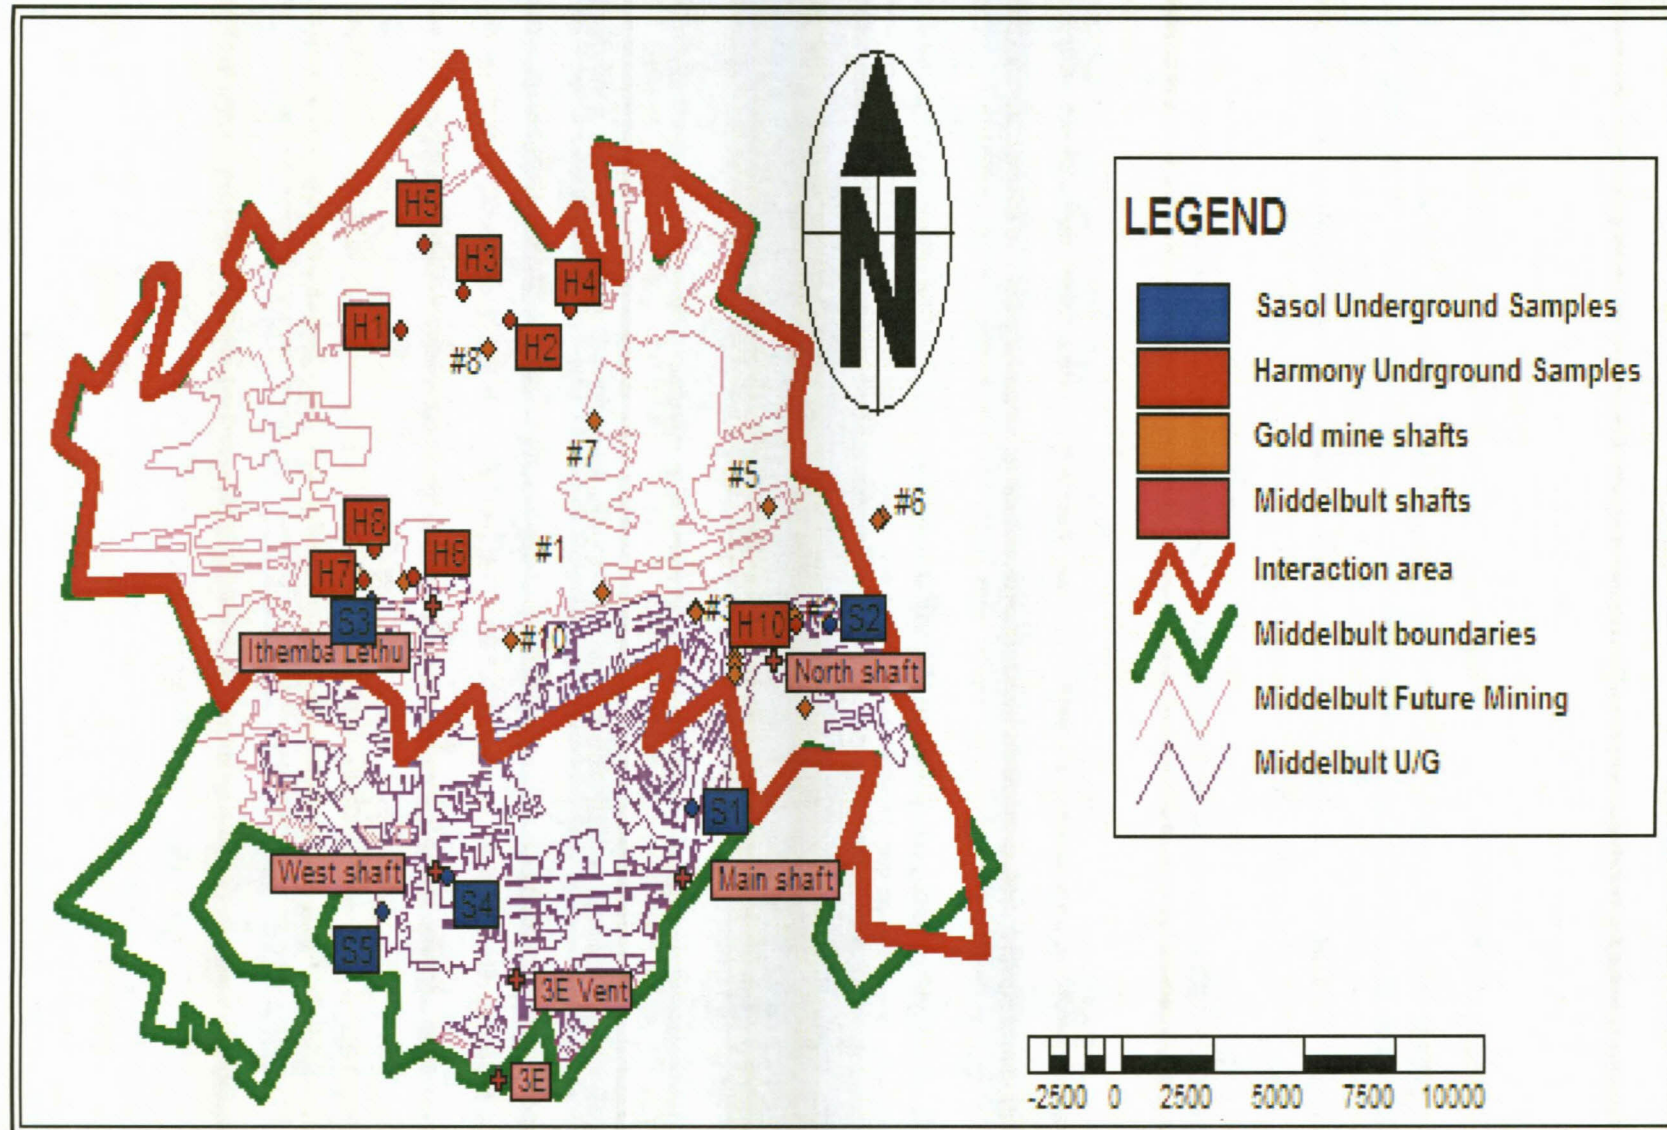 N
H5
H3
H4
H1
H2
#8
#7
#5
#6
H8
H6
#1
H7
S3
#3
H10
#2
S2
Ithemba Lethu
#10
North shaft
S1
West shaft
Main shaft
S4
S5
3E Vent
3E
LEGEND
Sasol Underground Samples
Harmony Undrground Samples
Gold mine shafts
Middelbult shafts
Interaction area
Middelbult boundaries
Middelbult Future Mining
Middelbult U/G
-2500 0 2500 5000 7500 10000